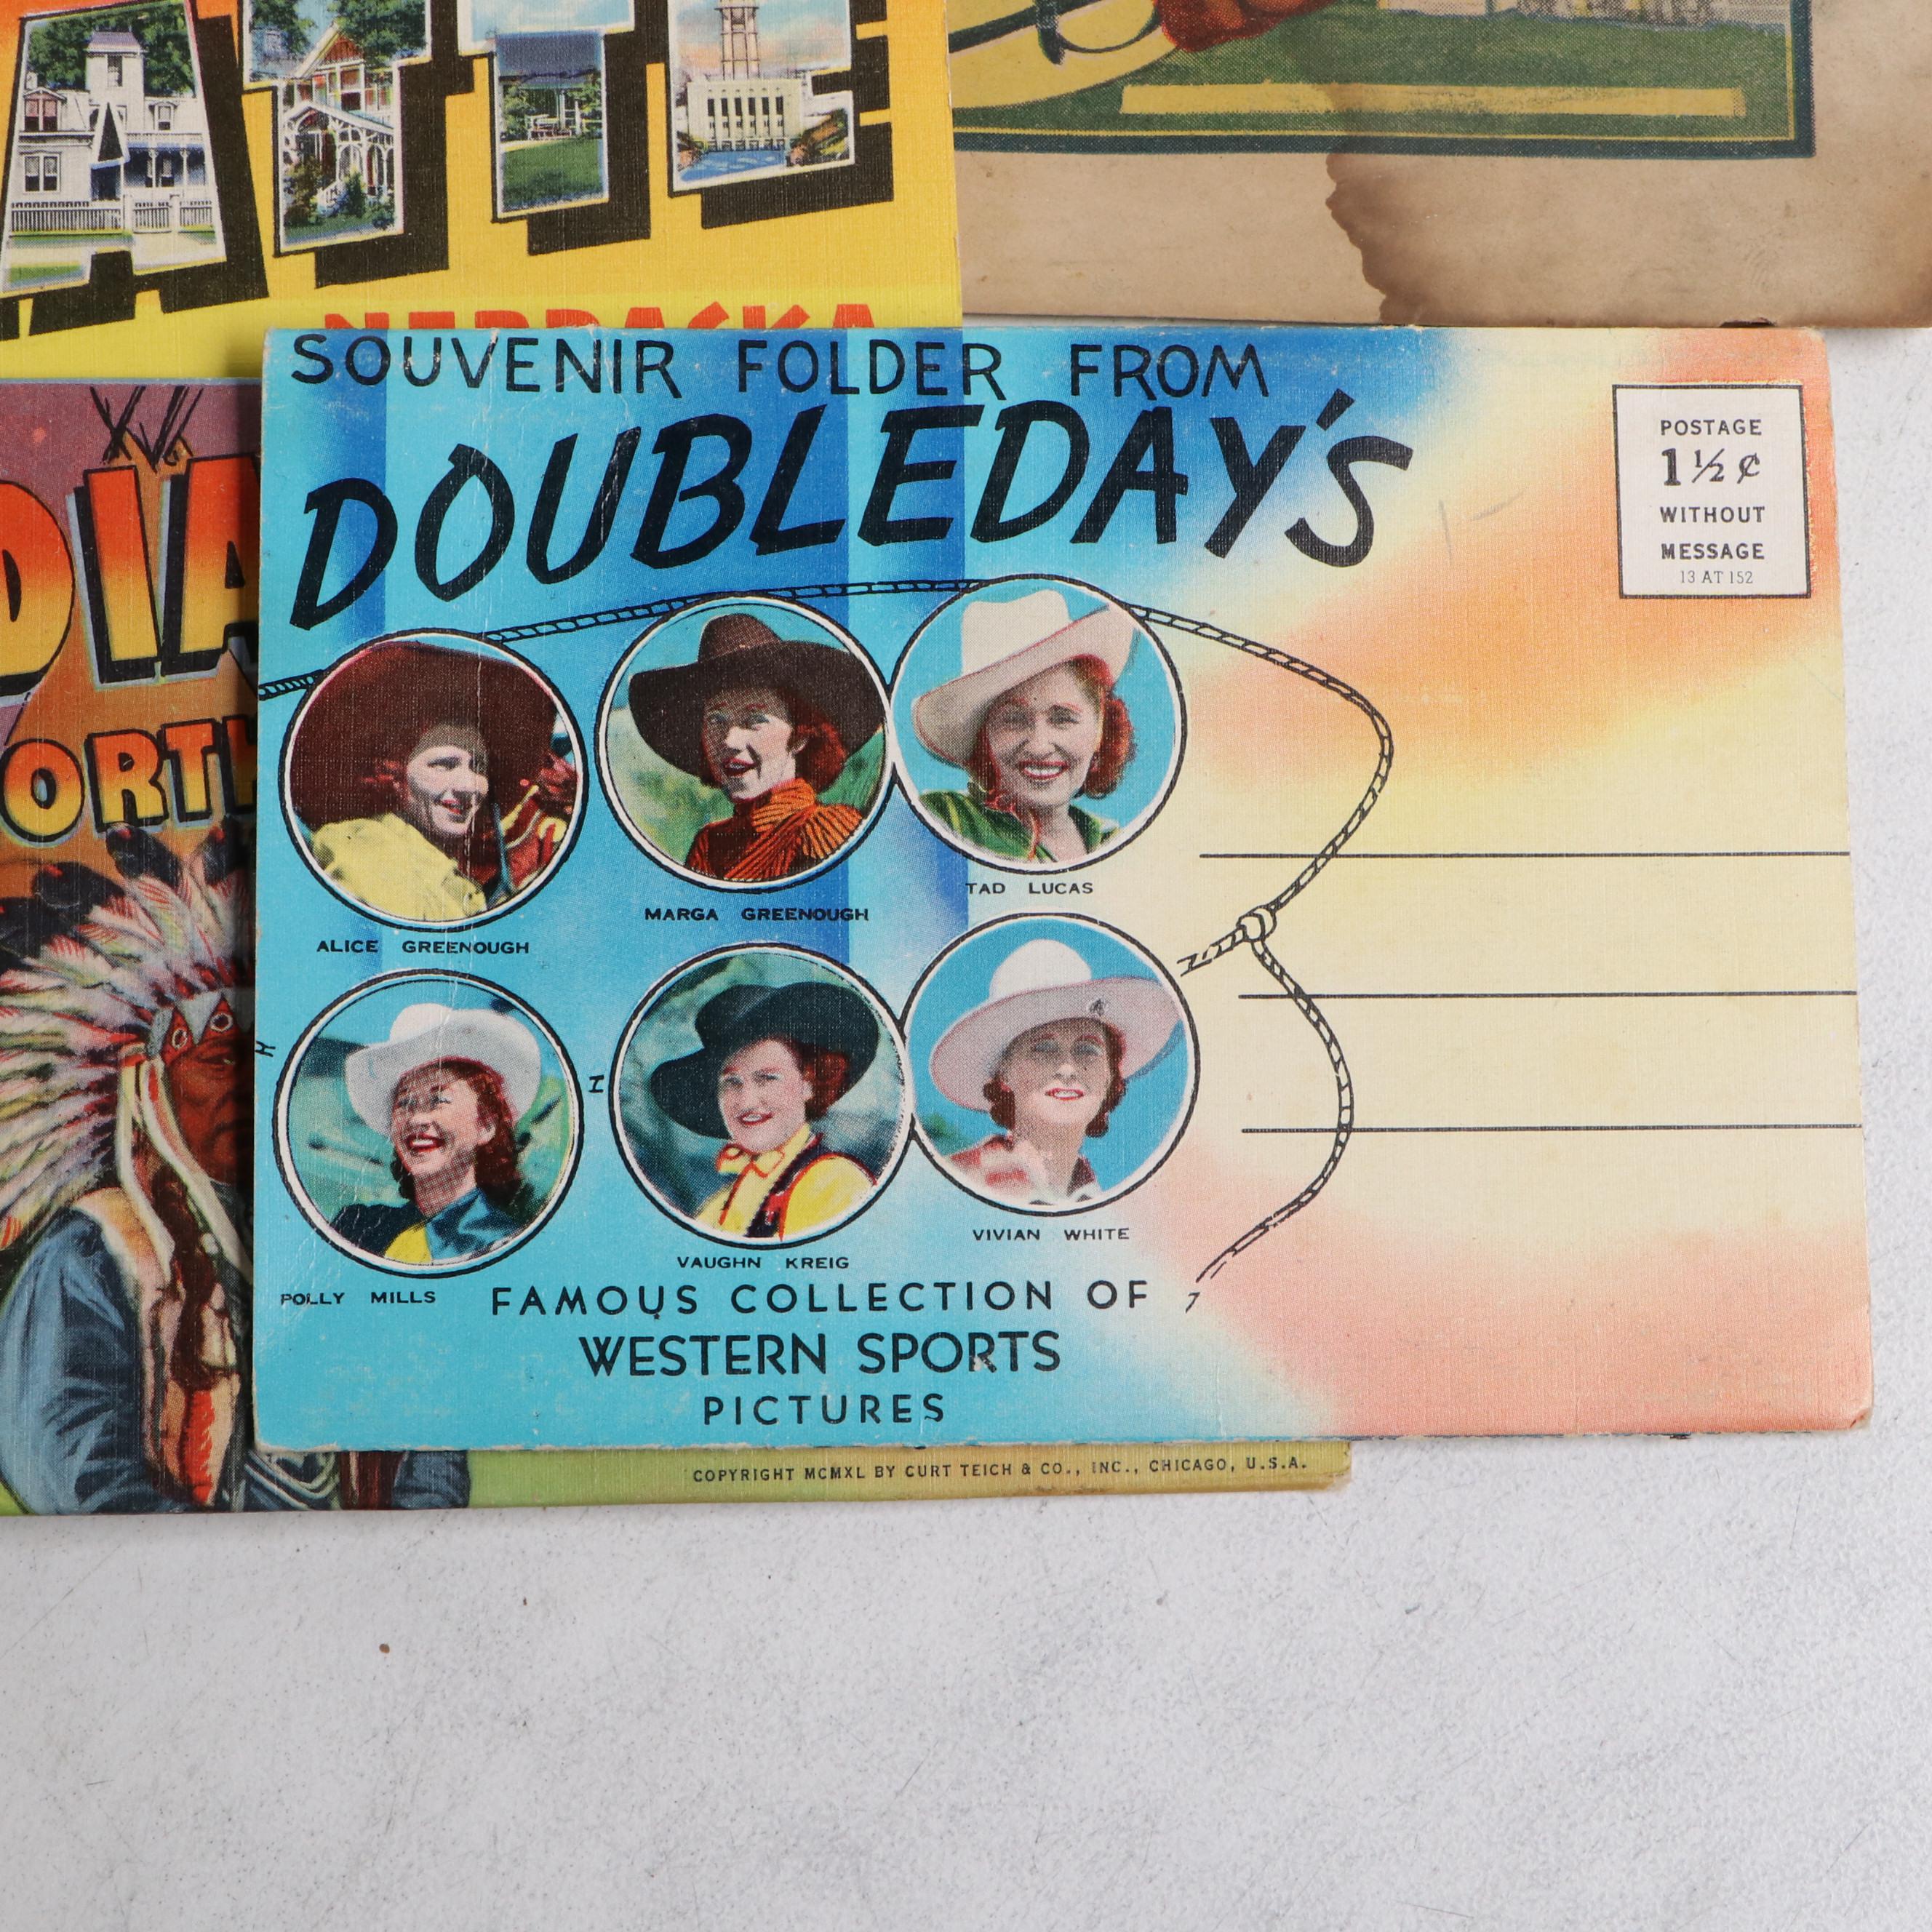 ATTE
NEBRASKA
DIA
ORTH
SOUVENIR FOLDER FROM
DOUBLEDAY'S
POSTAGE
1½¢
WITHOUT
MESSAGE
13 AT 152
ALICE GREENOUGH
MARGA GREENOUGH
TAD LUCAS
POLLY MILLS
VAUGHN KREIG
VIVIAN WHITE
FAMOUS COLLECTION OF
WESTERN SPORTS
PICTURES
COPYRIGHT MCMXL BY CURT TEICH & CO., INC., CHICAGO, U.S.A.